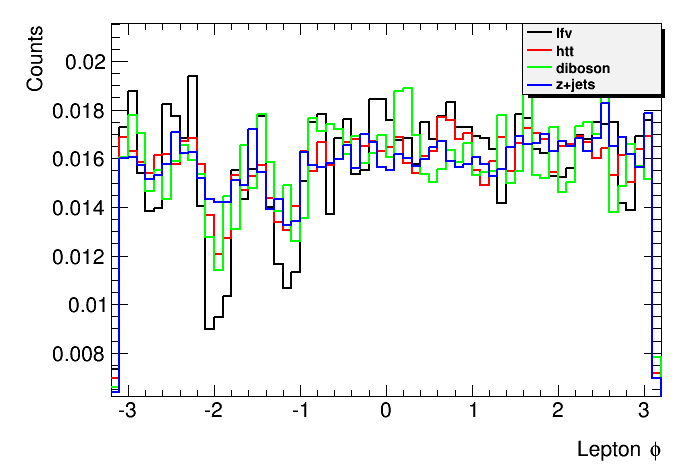 Counts
0.02
0.018
0.016
0.014
0.012
0.01
0.008
-3 -2 -1 0 1 2 3
Lepton ϕ
lfv
htt
diboson
z+jets